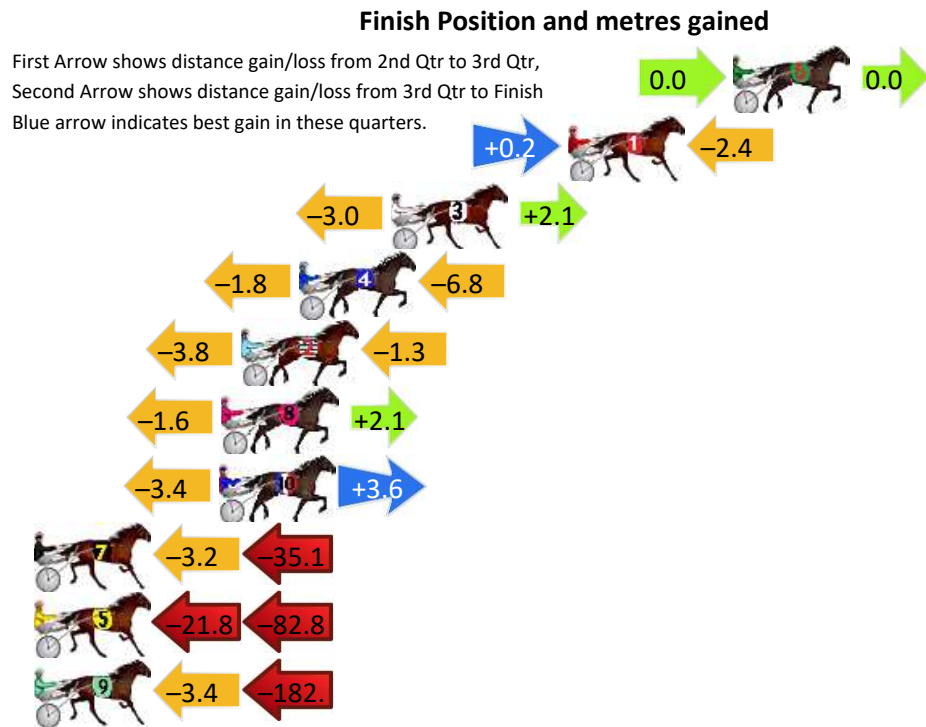 Finish Position and metres gained
First Arrow shows distance gain/loss from 2nd Qtr to 3rd Qtr,
Second Arrow shows distance gain/loss from 3rd Qtr to Finish
Blue arrow indicates best gain in these quarters.
0.0 6 0.0
+0.2 1 −2.4
−3.0 3 +2.1
−1.8 4 −6.8
−3.8 2 −1.3
−1.6 8 +2.1
−3.4 10 +3.6
7 −3.2 −35.1
5 −21.8 −82.8
9 −3.4 −182.